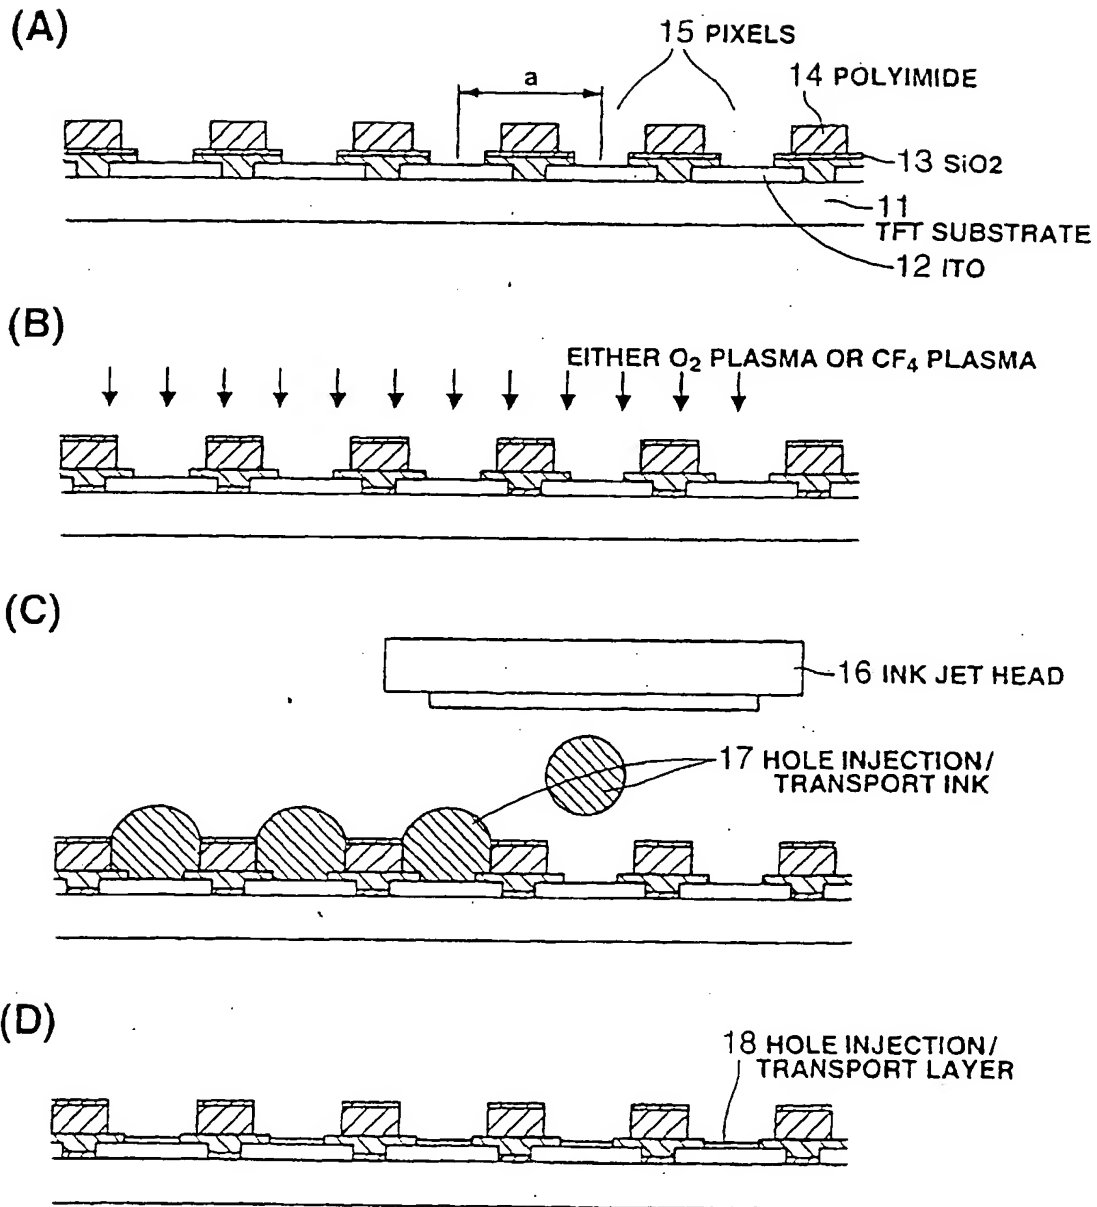 (A)
15 PIXELS
a
14 POLYIMIDE
13 SiO2
11
TFT SUBSTRATE
12 ITO
(B)
EITHER O2 PLASMA OR CF4 PLASMA
(C)
16 INK JET HEAD
17 HOLE INJECTION/
TRANSPORT INK
(D)
18 HOLE INJECTION/
TRANSPORT LAYER